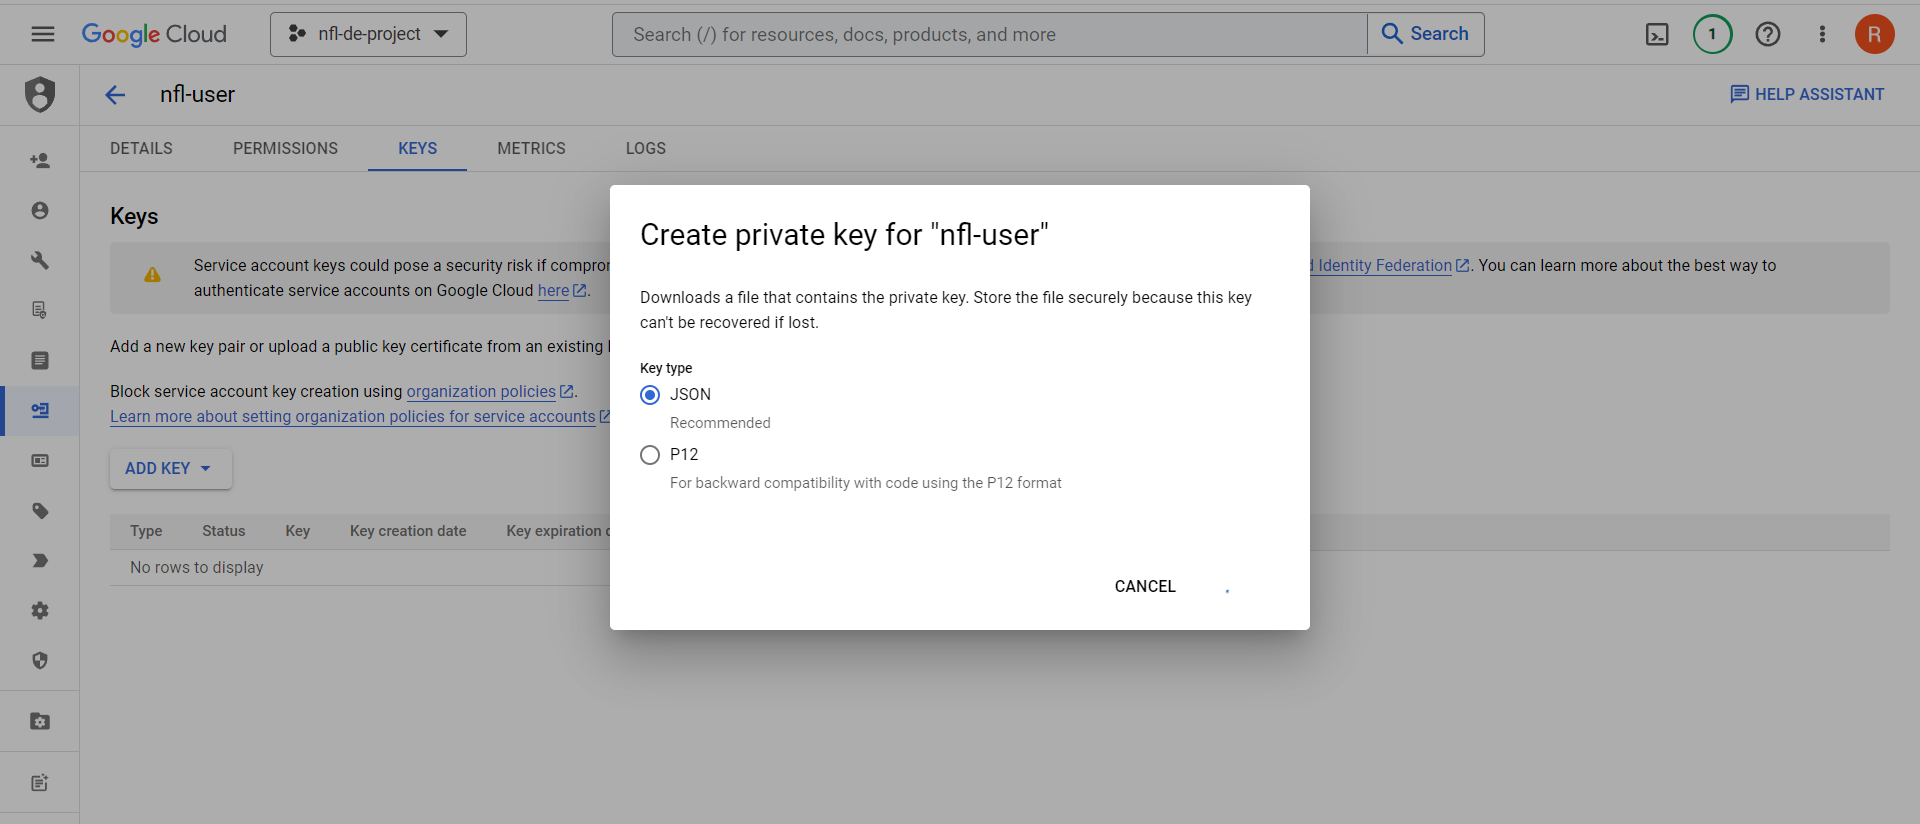 Google Cloud
nfl-de-project
Search (/) for resources, docs, products, and more
Search
1
R
nfl-user
HELP ASSISTANT
DETAILS
PERMISSIONS
KEYS
METRICS
LOGS
Keys
Service account keys could pose a security risk if
Identity Federation. You can learn more about the best way to
authenticate service accounts on Google Cloud here.
Add a new key pair or upload a public key certificate from an existing
Block service account key creation using organization policies.
Learn more about setting organization policies for service accounts
ADD KEY
Type
Status
Key
Key creation date
Key expiration
No rows to display
Create private key for "nfl-user"
Downloads a file that contains the private key. Store the file securely because this key
can't be recovered if lost.
Key type
JSON
Recommended
P12
For backward compatibility with code using the P12 format
CANCEL